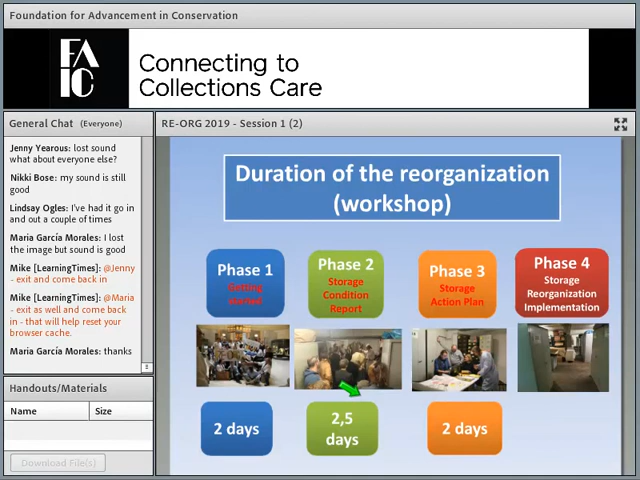 Foundation for Advancement in Conservation
FA
IC
Connecting to
Collections Care
General Chat (Everyone)
Jenny Yearous: lost sound
what about everyone else?
Nikki Bose: my sound is still
good
Lindsay Ogles: I've had it go in
and out a couple of times
Maria García Morales: I lost
the image but sound is good
Mike [LearningTimes]: @Jenny
- exit and come back in
Mike [LearningTimes]: @Maria
- exit as well and come back
in - that will help reset your
browser cache.
Maria García Morales: thanks
Handouts/Materials
Name Size
Download File(s)
RE-ORG 2019 - Session 1 (2)
Duration of the reorganization
(workshop)
Phase 1
Getting
started
Phase 2
Storage
Condition
Report
Phase 3
Storage
Action Plan
Phase 4
Storage
Reorganization
Implementation
2 days
2,5
days
2 days